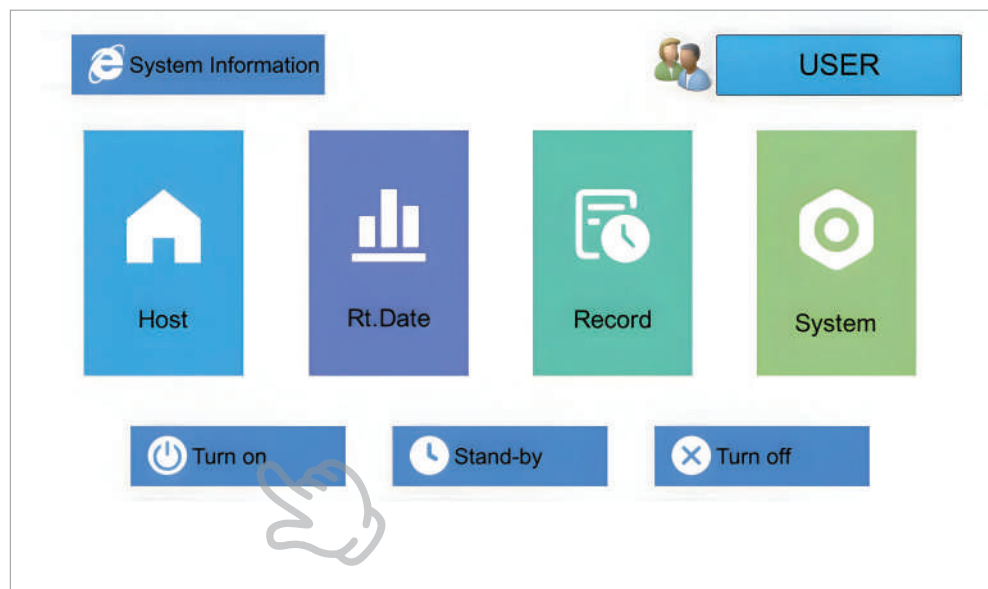 System Information
USER
Host
Rt.Date
Record
System
Turn on
Stand-by
Turn off